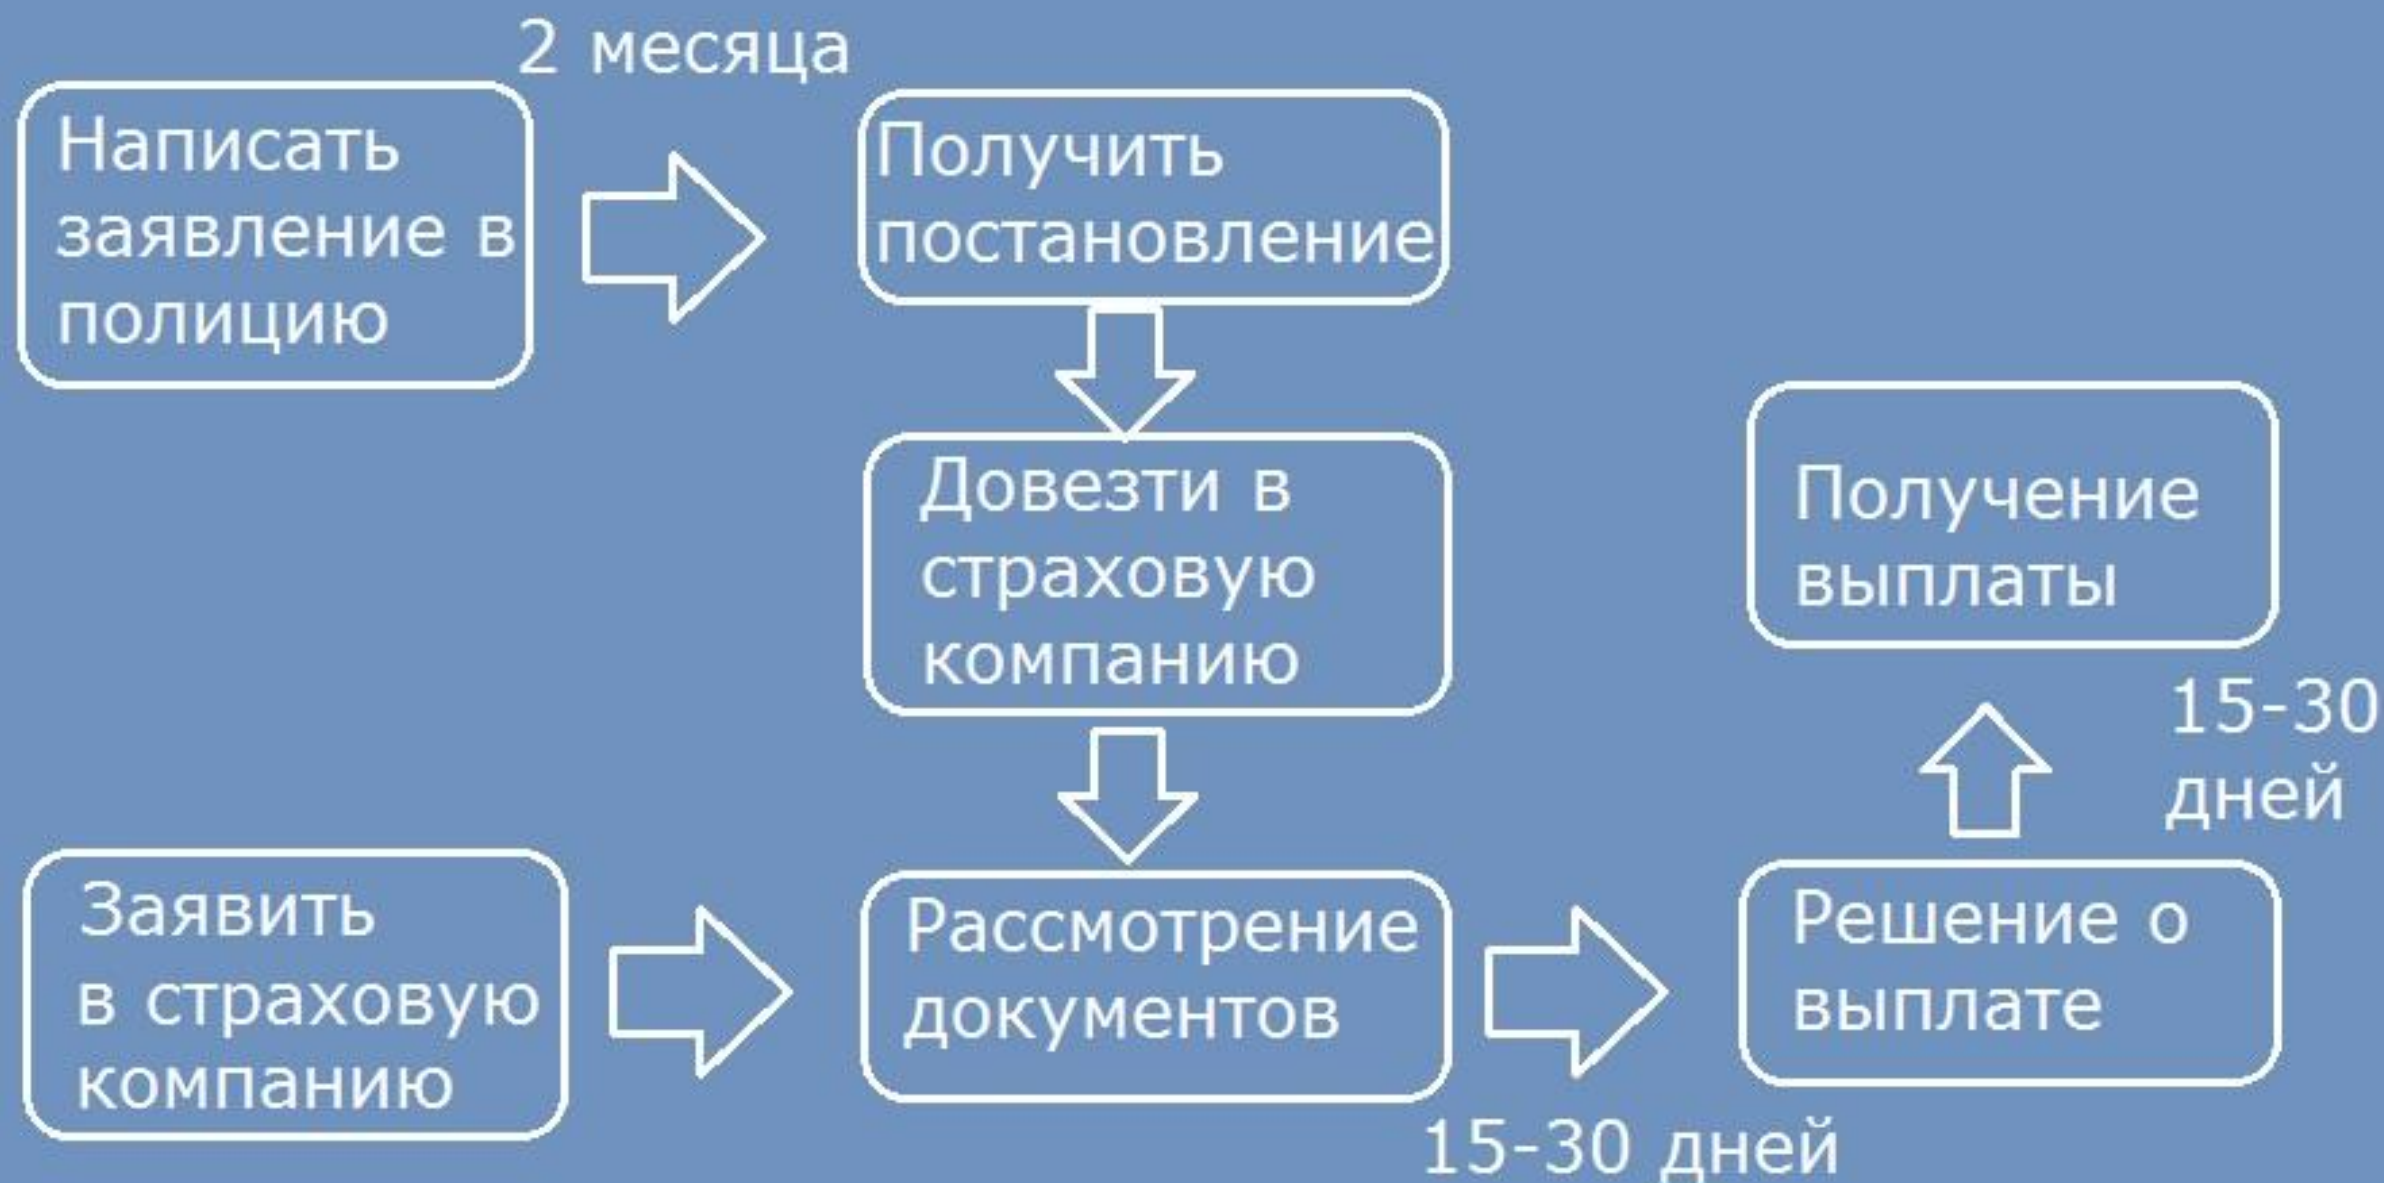 2 месяца
Написать
заявление в
полицию
Получить
постановление
Довезти в
страховую
компанию
Получение
выплаты
15-30
дней
Заявить
в страховую
компанию
Рассмотрение
документов
Решение о
выплате
15-30 дней